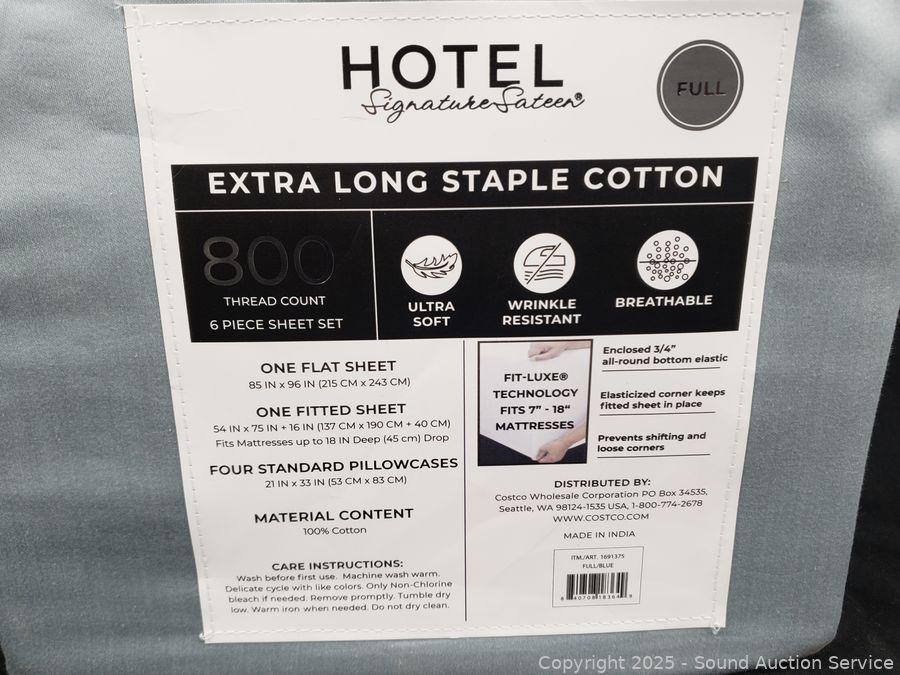 HOTEL
Signature Sateen®
FULL
EXTRA LONG STAPLE COTTON
800
THREAD COUNT
6 PIECE SHEET SET
ULTRA
SOFT
WRINKLE
RESISTANT
BREATHABLE
ONE FLAT SHEET
85 IN x 96 IN (215 CM x 243 CM)
ONE FITTED SHEET
54 IN x 75 IN + 16 IN (137 CM x 190 CM + 40 CM)
Fits Mattresses up to 18 IN Deep (45 cm) Drop
FOUR STANDARD PILLOWCASES
21 IN x 33 IN (53 CM x 83 CM)
MATERIAL CONTENT
100% Cotton
CARE INSTRUCTIONS:
Wash before first use. Machine wash warm.
Delicate cycle with like colors. Only Non-Chlorine
bleach if needed. Remove promptly. Tumble dry
low. Warm iron when needed. Do not dry clean.
FIT-LUXE®
TECHNOLOGY
FITS 7” - 18“
MATTRESSES
Enclosed 3/4”
all-round bottom elastic
Elasticized corner keeps
fitted sheet in place
Prevents shifting and
loose corners
DISTRIBUTED BY:
Costco Wholesale Corporation PO Box 34535,
Seattle, WA 98124-1535 USA, 1-800-774-2678
WWW.COSTCO.COM
MADE IN INDIA
ITM./ART. 1691375
FULL/BLUE
Copyright 2025 - Sound Auction Service